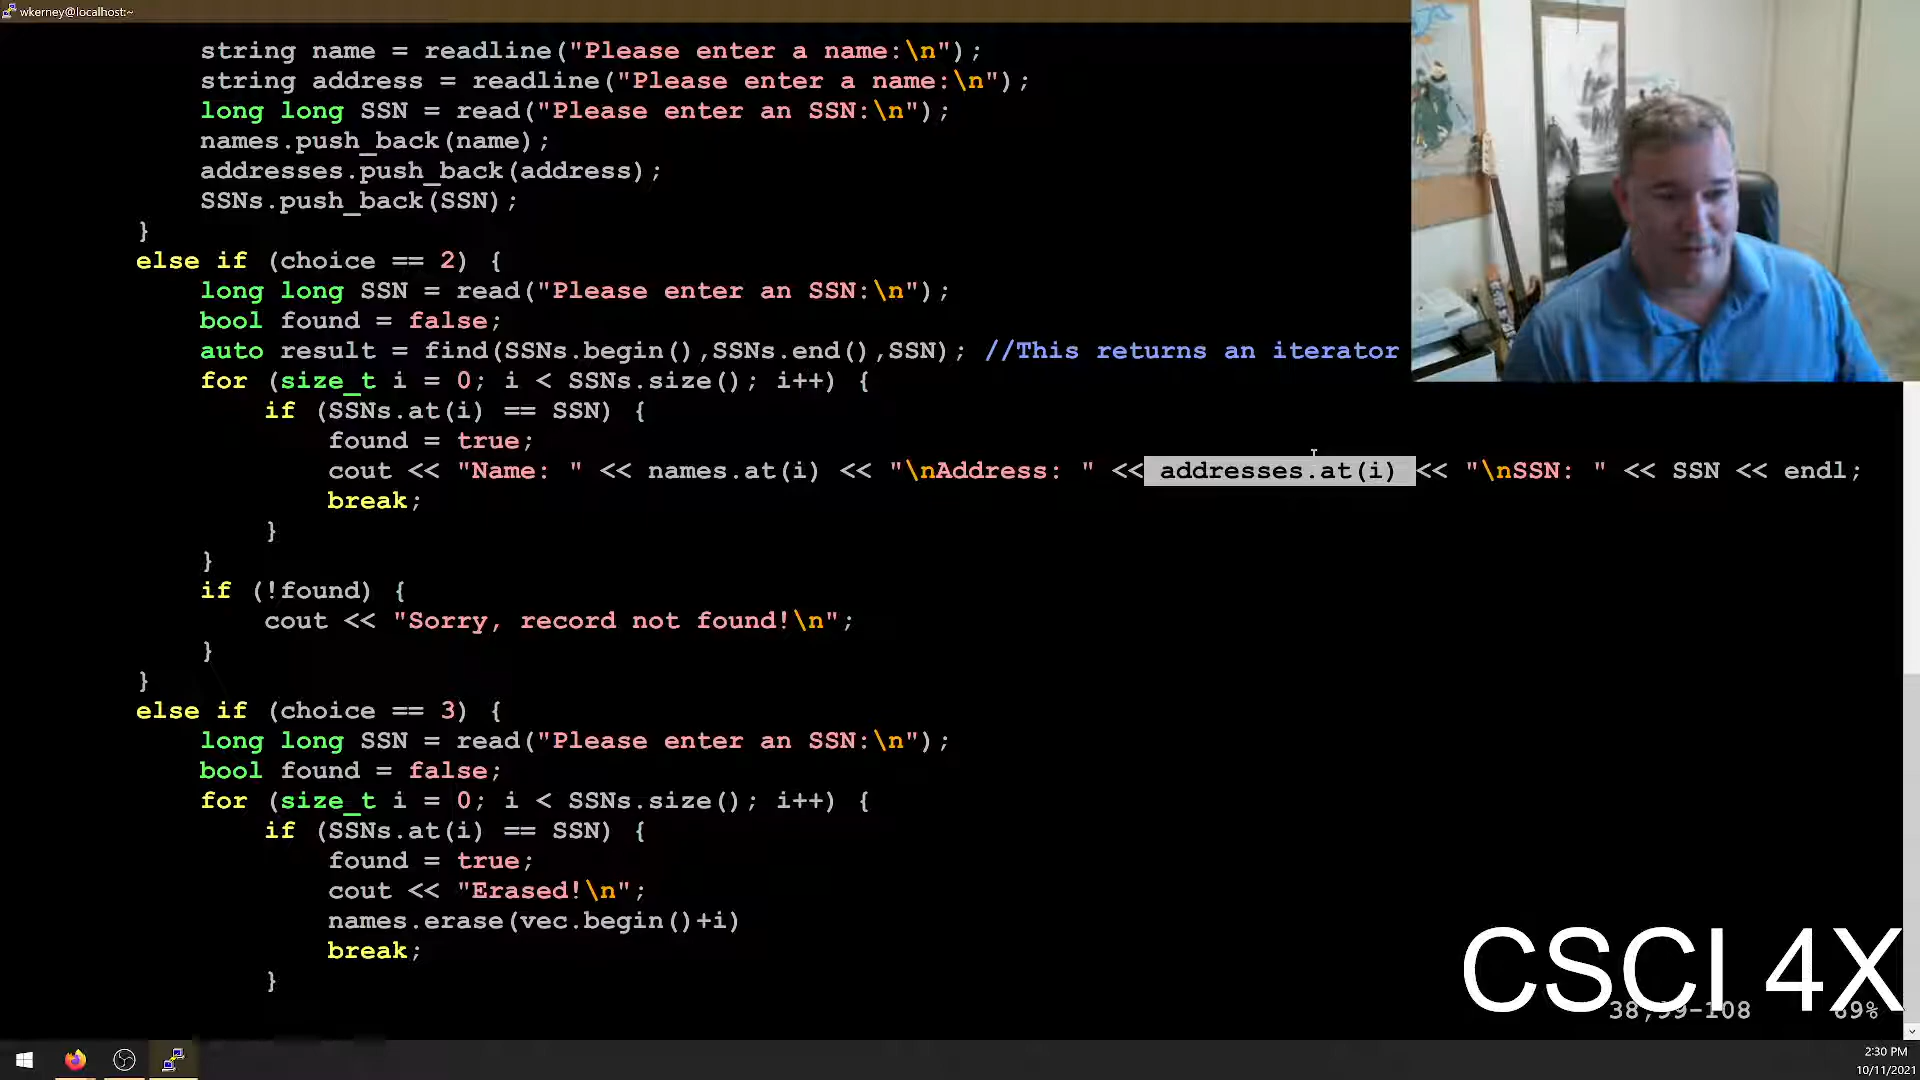 wkerney@localhost:~
string name = readline("Please enter a name:\n");
string address = readline("Please enter a name:\n");
long long SSN = read("Please enter an SSN:\n");
names.push_back(name);
addresses.push_back(address);
SSNs.push_back(SSN);
}
else if (choice == 2) {
long long SSN = read("Please enter an SSN:\n");
bool found = false;
auto result = find(SSNs.begin(),SSNs.end(),SSN); //This returns an iterator
for (size_t i = 0; i < SSNs.size(); i++) {
if (SSNs.at(i) == SSN) {
found = true;
cout << "Name: " << names.at(i) << "\nAddress: " << addresses.at(i) << "\nSSN: " << SSN << endl;
break;
}
}
if (!found) {
cout << "Sorry, record not found!\n";
}
}
else if (choice == 3) {
long long SSN = read("Please enter an SSN:\n");
bool found = false;
for (size_t i = 0; i < SSNs.size(); i++) {
if (SSNs.at(i) == SSN) {
found = true;
cout << "Erased!\n";
names.erase(vec.begin()+i)
break;
}
CSCI 4X
2:30 PM
10/11/2021